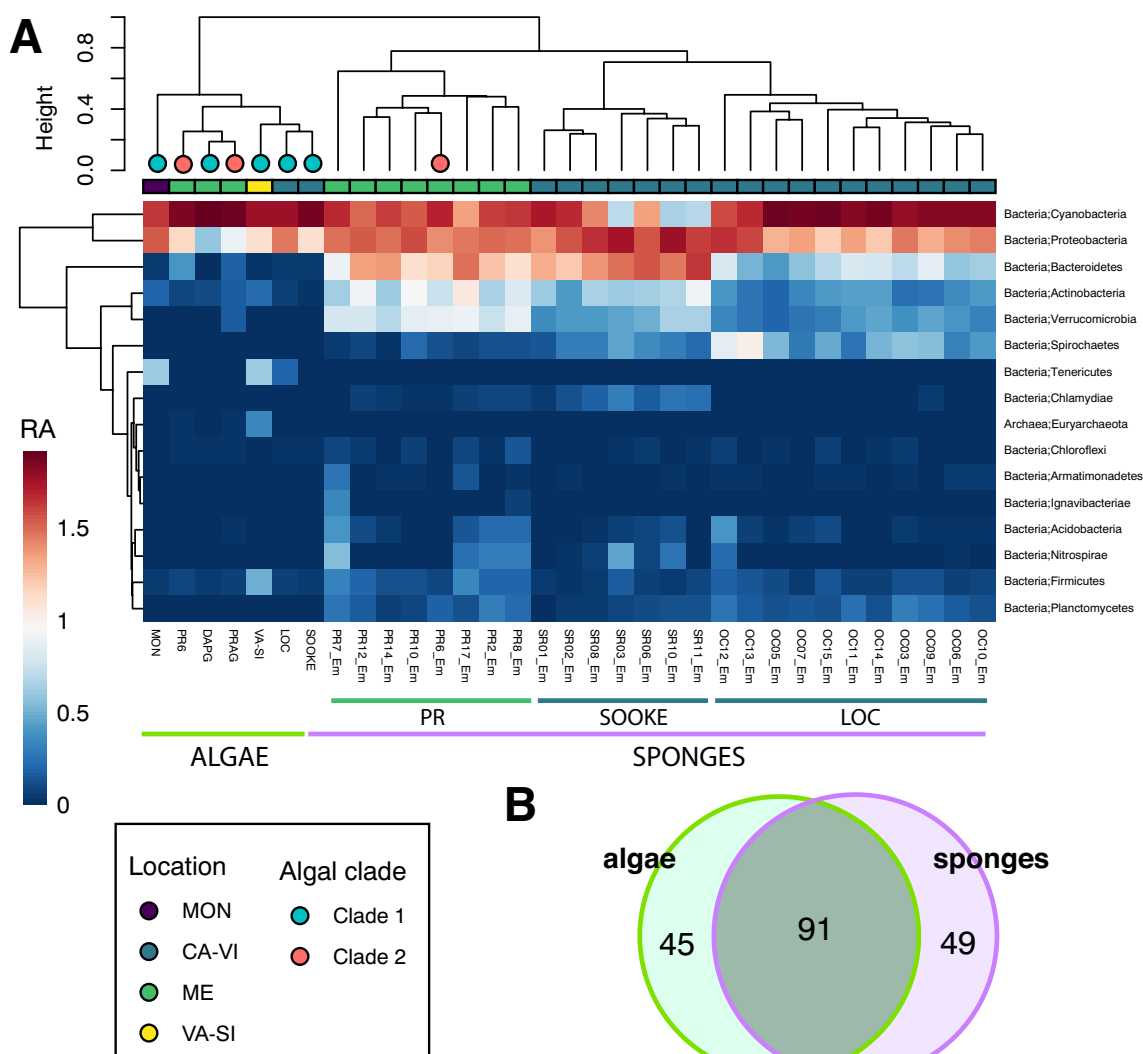 A
Height
0.8
0.4
0.0
Bacteria;Cyanobacteria
Bacteria;Proteobacteria
Bacteria;Bacteroidetes
Bacteria;Actinobacteria
Bacteria;Verrucomicrobia
Bacteria;Spirochaetes
Bacteria;Tenericutes
Bacteria;Chlamydiae
Archaea;Euryarchaeota
Bacteria;Chloroflexi
Bacteria;Armatimonadetes
Bacteria;Ignavibacteriae
Bacteria;Acidobacteria
Bacteria;Nitrospirae
Bacteria;Firmicutes
Bacteria;Planctomycetes
RA
1.5
1
0.5
0
MON
PR6
DAPG
PRAG
VA-SI
LOC
SOOKE
PR7_Em
PR12_Em
PR14_Em
PR10_Em
PR6_Em
PR17_Em
PR2_Em
PR8_Em
SR01_Em
SR02_Em
SR08_Em
SR03_Em
SR06_Em
SR10_Em
SR11_Em
OC12_Em
OC13_Em
OC05_Em
OC07_Em
OC15_Em
OC11_Em
OC14_Em
OC03_Em
OC09_Em
OC06_Em
OC10_Em
PR
SOOKE
LOC
ALGAE
SPONGES
Location
MON
CA-VI
ME
VA-SI
Algal clade
Clade 1
Clade 2
B
algae
sponges
45
91
49